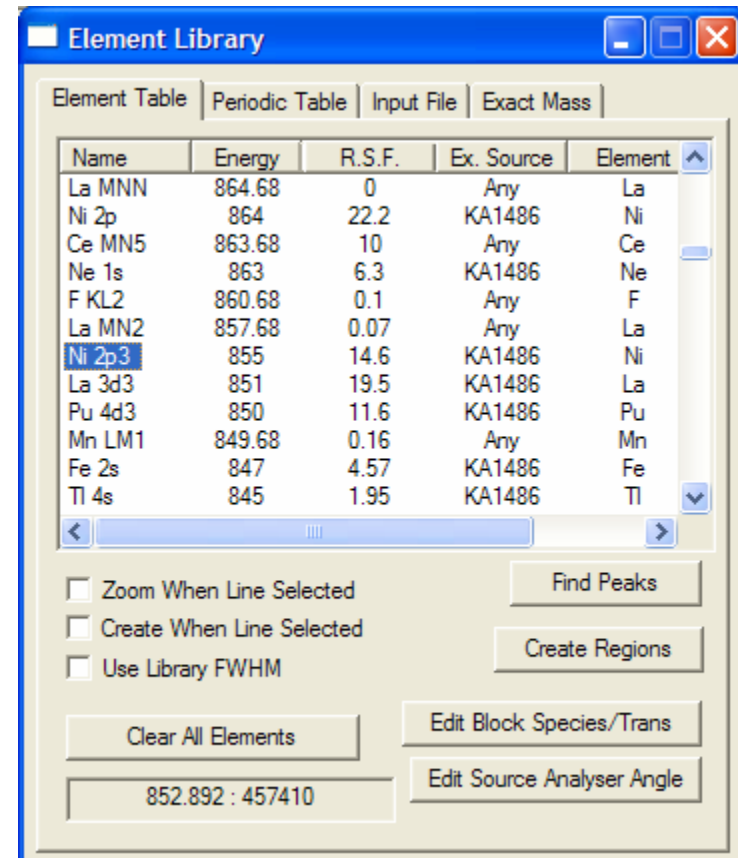 Element Library
Element Table Periodic Table Input File Exact Mass
Name Energy R.S.F. Ex. Source Element
La MNN 864.68 0 Any La
Ni 2p 864 22.2 KA1486 Ni
Ce MN5 863.68 10 Any Ce
Ne 1s 863 6.3 KA1486 Ne
F KL2 860.68 0.1 Any F
La MN2 857.68 0.07 Any La
Ni 2p3 855 14.6 KA1486 Ni
La 3d3 851 19.5 KA1486 La
Pu 4d3 850 11.6 KA1486 Pu
Mn LM1 849.68 0.16 Any Mn
Fe 2s 847 4.57 KA1486 Fe
Tl 4s 845 1.95 KA1486 Tl
Zoom When Line Selected
Find Peaks
Create When Line Selected
Create Regions
Use Library FWHM
Clear All Elements
Edit Block Species/Trans
852.892 : 457410
Edit Source Analyser Angle